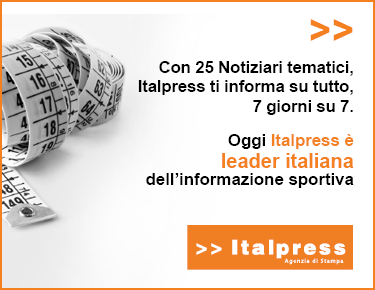 >>
Con 25 Notiziari tematici,
Italpress ti informa su tutto,
7 giorni su 7.
Oggi Italpress è
leader italiana
dell'informazione sportiva
>> Italpress
Agenzia di Stampa